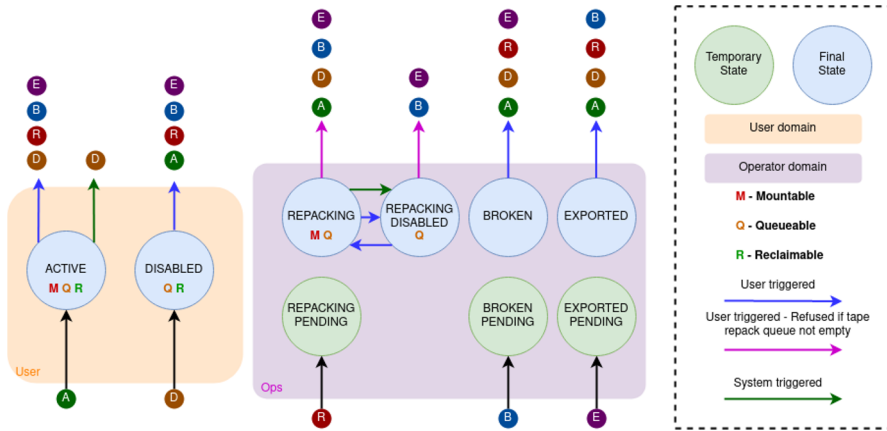 E
B
R
D
D
E
B
R
A
ACTIVE
M Q R
DISABLED
Q R
User
A
D
E
B
D
A
E
B
E
R
D
A
B
R
D
A
REPACKING
M Q
REPACKING
DISABLED
Q
BROKEN
EXPORTED
REPACKING
PENDING
BROKEN
PENDING
EXPORTED
PENDING
Ops
R
B
E
Temporary
State
Final
State
User domain
Operator domain
M - Mountable
Q - Queueable
R - Reclaimable
User triggered
User triggered - Refused if tape
repack queue not empty
System triggered